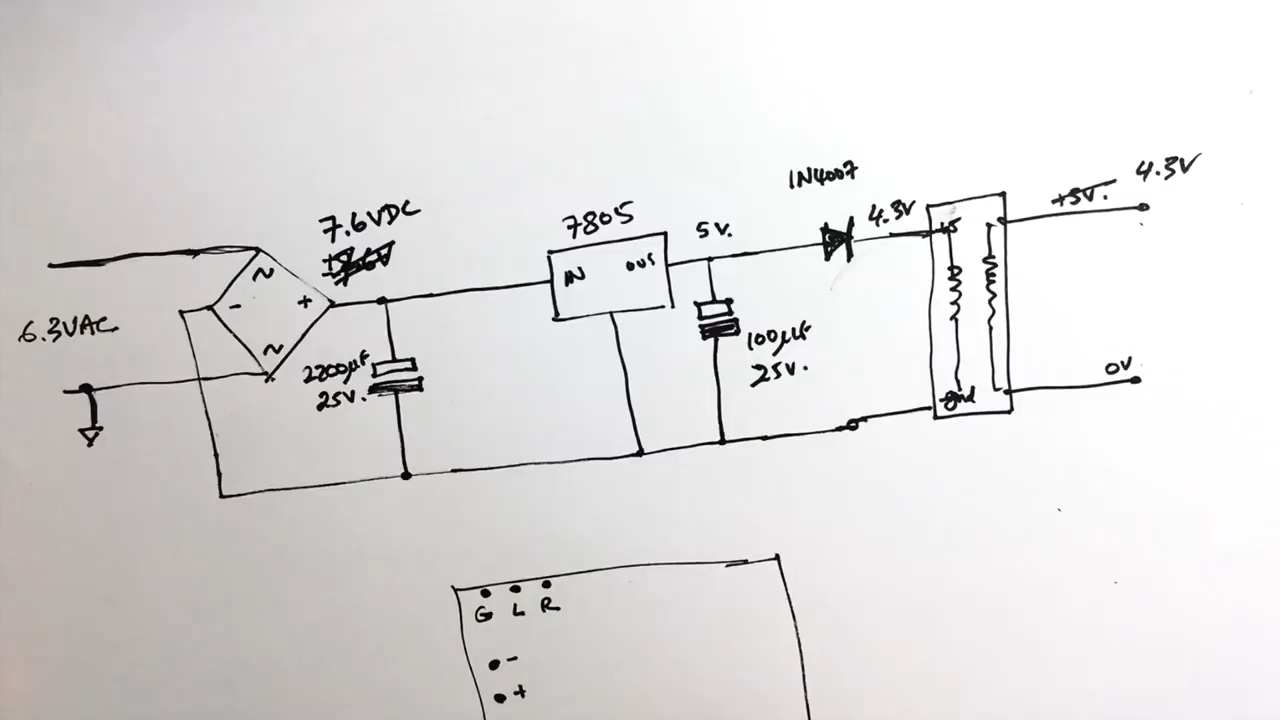 1N4007
4.3V
+5V.
4.3V
7805
5V.
7.6VDC
IN
OUT
~
-
+
~
6.3VAC
2200µF
25V.
100µF
25V.
+5
gnd
0V
G L R
-
+